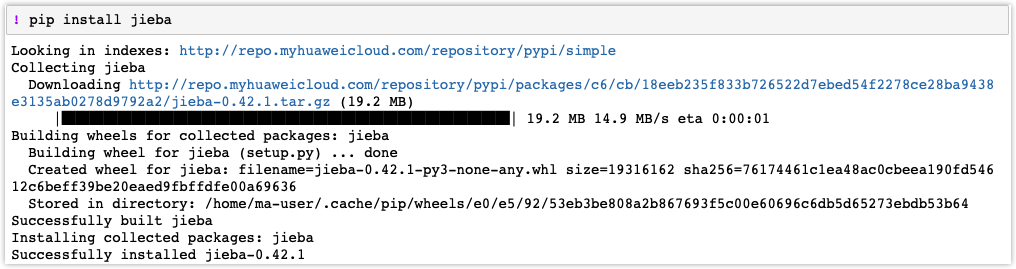 ! pip install jieba
Looking in indexes: http://repo.myhuaweicloud.com/repository/pypi/simple
Collecting jieba
  Downloading http://repo.myhuaweicloud.com/repository/pypi/packages/c6/cb/18eeb235f833b726522d7ebed54f2278ce28ba9438
e3135ab0278d9792a2/jieba-0.42.1.tar.gz (19.2 MB)
     |████████████████████████████████| 19.2 MB 14.9 MB/s eta 0:00:01
Building wheels for collected packages: jieba
  Building wheel for jieba (setup.py) ... done
  Created wheel for jieba: filename=jieba-0.42.1-py3-none-any.whl size=19316162 sha256=76174461c1ea48ac0cbeea190fd546
12c6beff39be20eaed9fbffdfe00a69636
  Stored in directory: /home/ma-user/.cache/pip/wheels/e0/e5/92/53eb3be808a2b867693f5c00e60696c6db5d65273ebdb53b64
Successfully built jieba
Installing collected packages: jieba
Successfully installed jieba-0.42.1